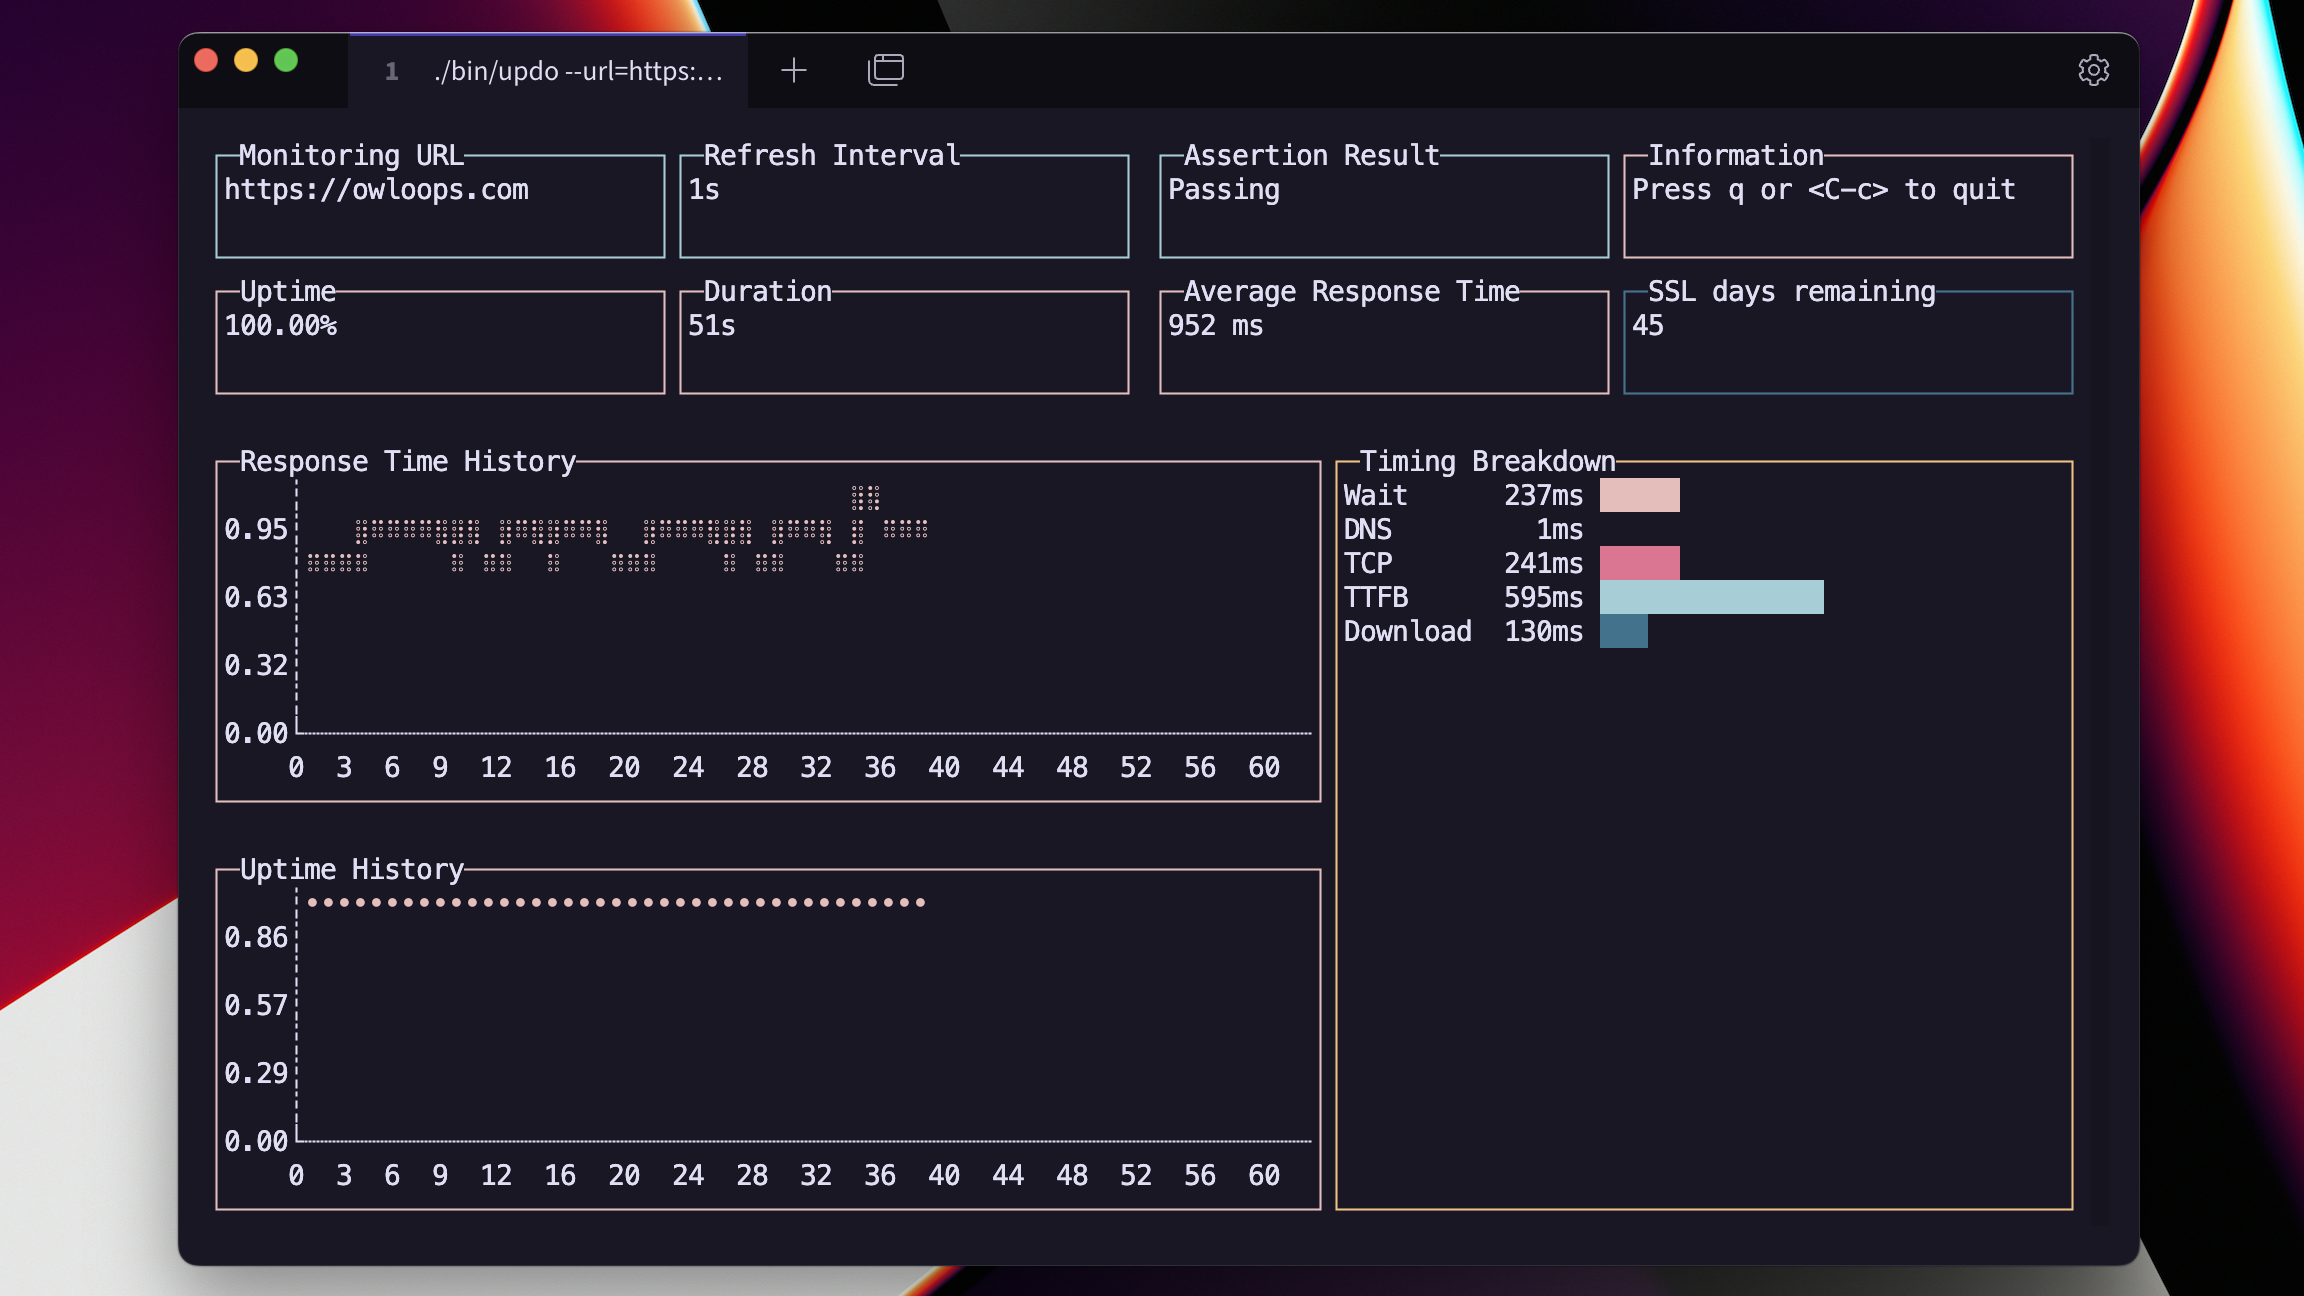 1 ./bin/updo --url=https:…
Monitoring URL
https://owloops.com
Refresh Interval
1s
Assertion Result
Passing
Information
Press q or <C-c> to quit
Uptime
100.00%
Duration
51s
Average Response Time
952 ms
SSL days remaining
45
Response Time History
0.95
0.63
0.32
0.00
0 3 6 9 12 16 20 24 28 32 36 40 44 48 52 56 60
Timing Breakdown
Wait 237ms
DNS 1ms
TCP 241ms
TTFB 595ms
Download 130ms
Uptime History
0.86
0.57
0.29
0.00
0 3 6 9 12 16 20 24 28 32 36 40 44 48 52 56 60